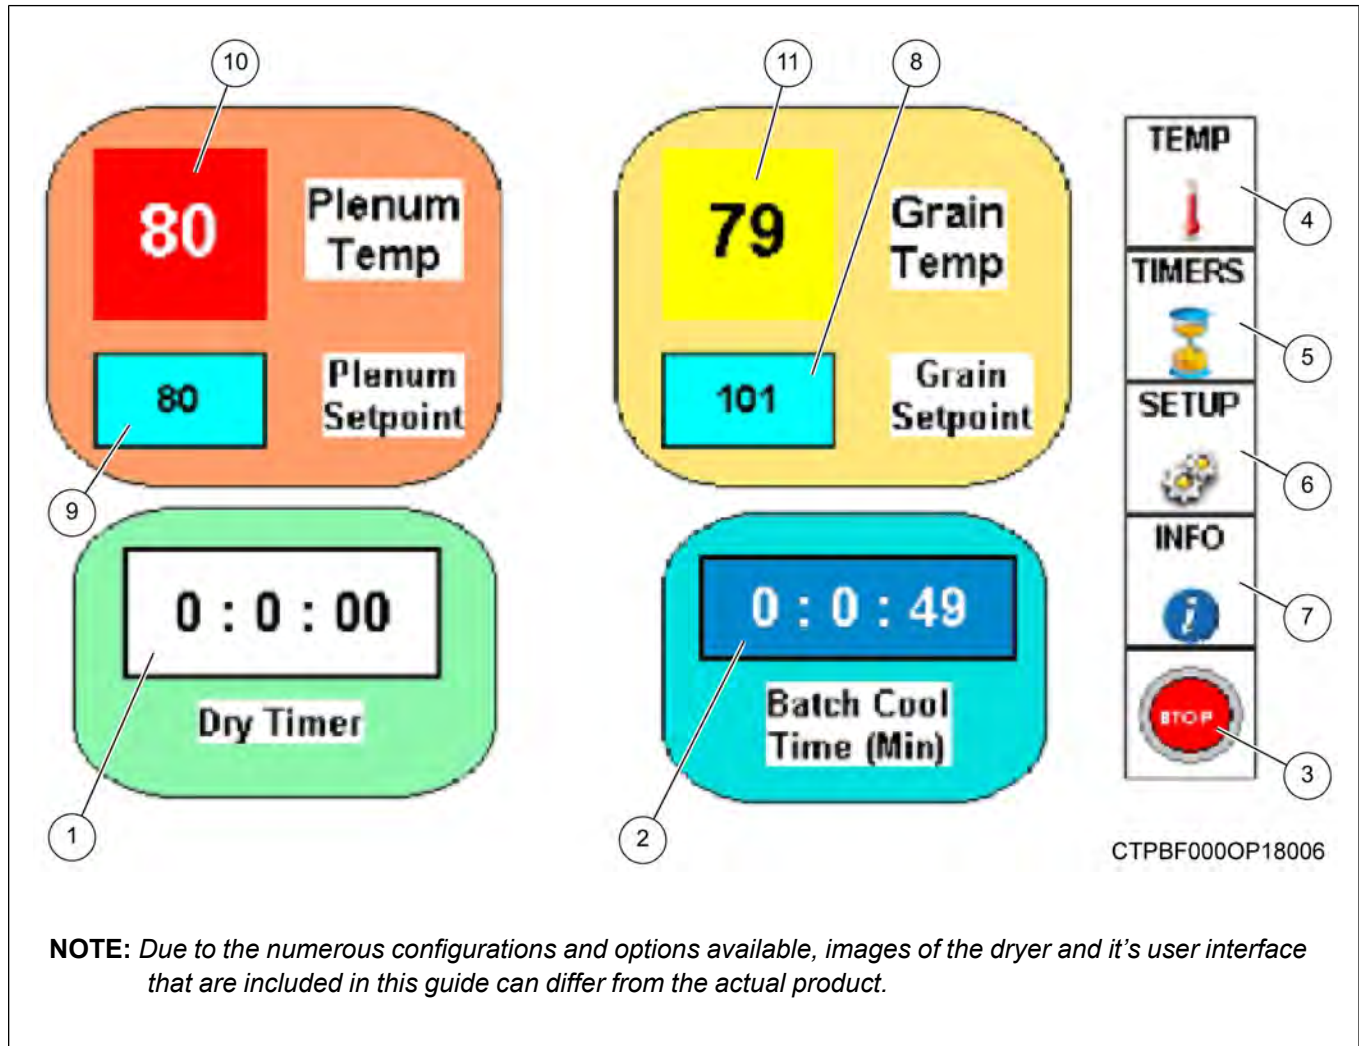 10
11
8
80
Plenum
Temp
79
Grain
Temp
TEMP
4
TIMERS
5
80
Plenum
Setpoint
101
Grain
Setpoint
SETUP
6
9
0 : 0 : 00
Dry Timer
0 : 0 : 49
Batch Cool
Time (Min)
INFO
i
7
STOP
3
1
2
CTPBF000OP18006
NOTE: Due to the numerous configurations and options available, images of the dryer and it's user interface
that are included in this guide can differ from the actual product.